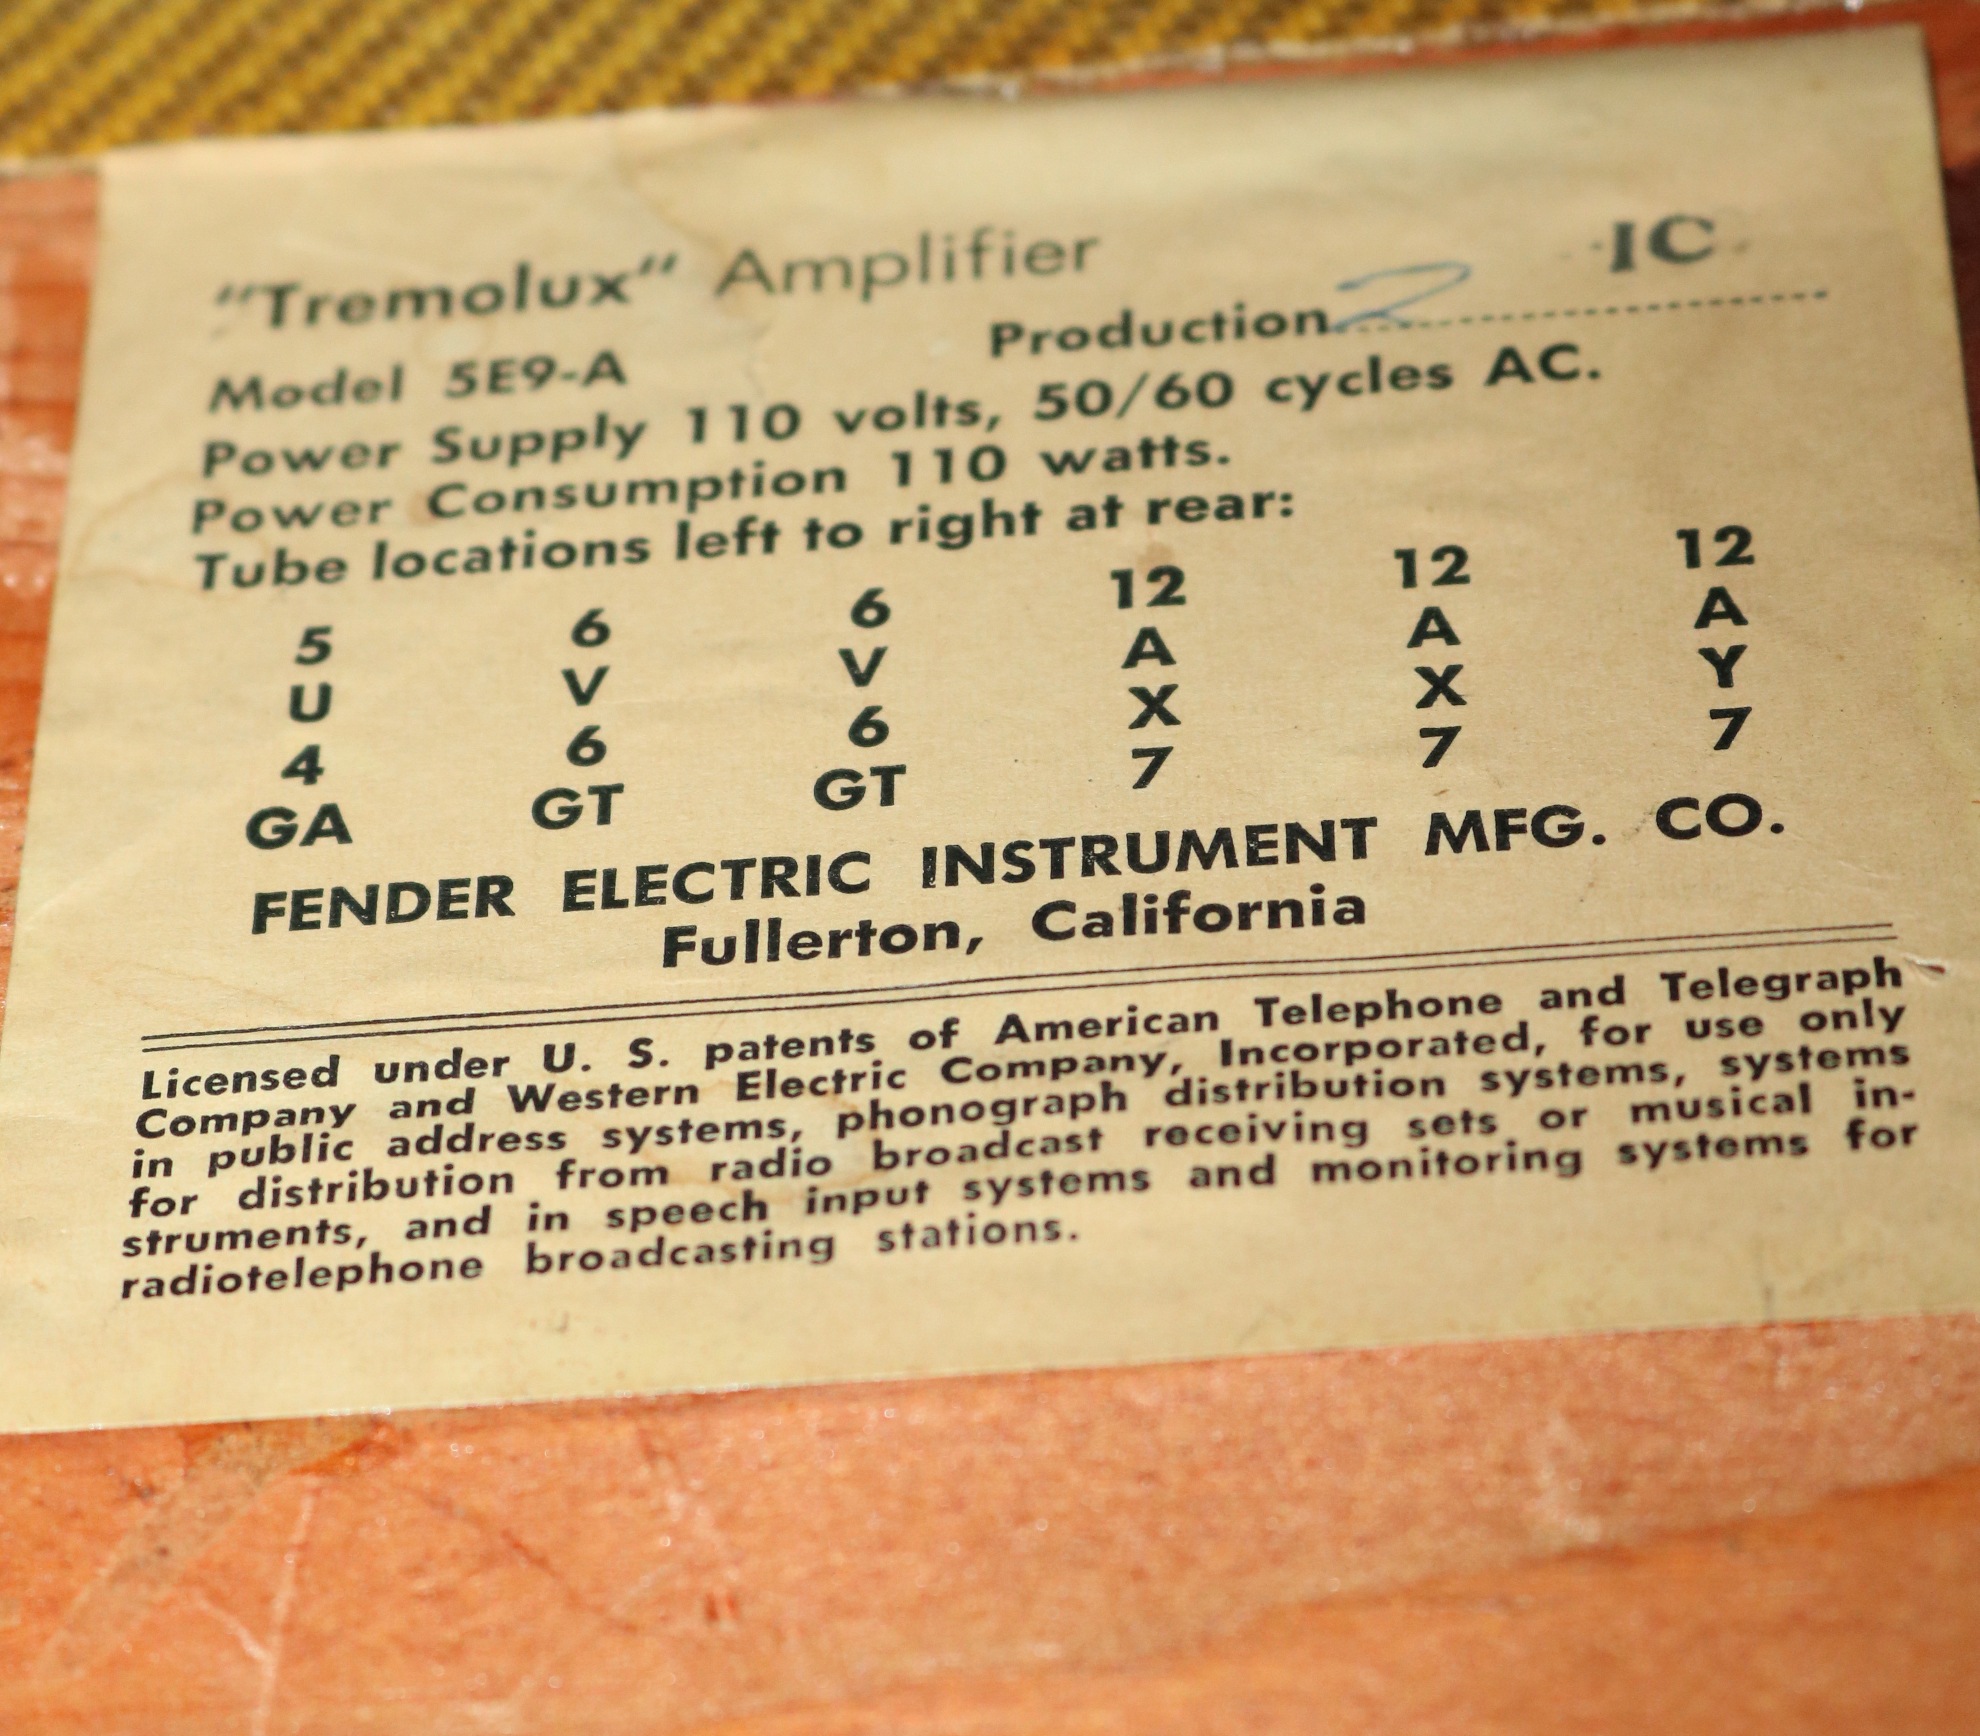 "Tremolux" Amplifier
IC
Model 5E9-A Production 2
Power Supply 110 volts, 50/60 cycles AC.
Power Consumption 110 watts.
Tube locations left to right at rear:
5 6 6 12 12 12
U V V A A A
4 6 6 X X Y
GA GT GT 7 7 7
FENDER ELECTRIC INSTRUMENT MFG. CO.
Fullerton, California
Licensed under U. S. patents of American Telephone and Telegraph
Company and Western Electric Company, Incorporated, for use only
in public address systems, phonograph distribution systems, systems
for distribution from radio broadcast receiving sets or musical in-
struments, and in speech input systems and monitoring systems for
radiotelephone broadcasting stations.